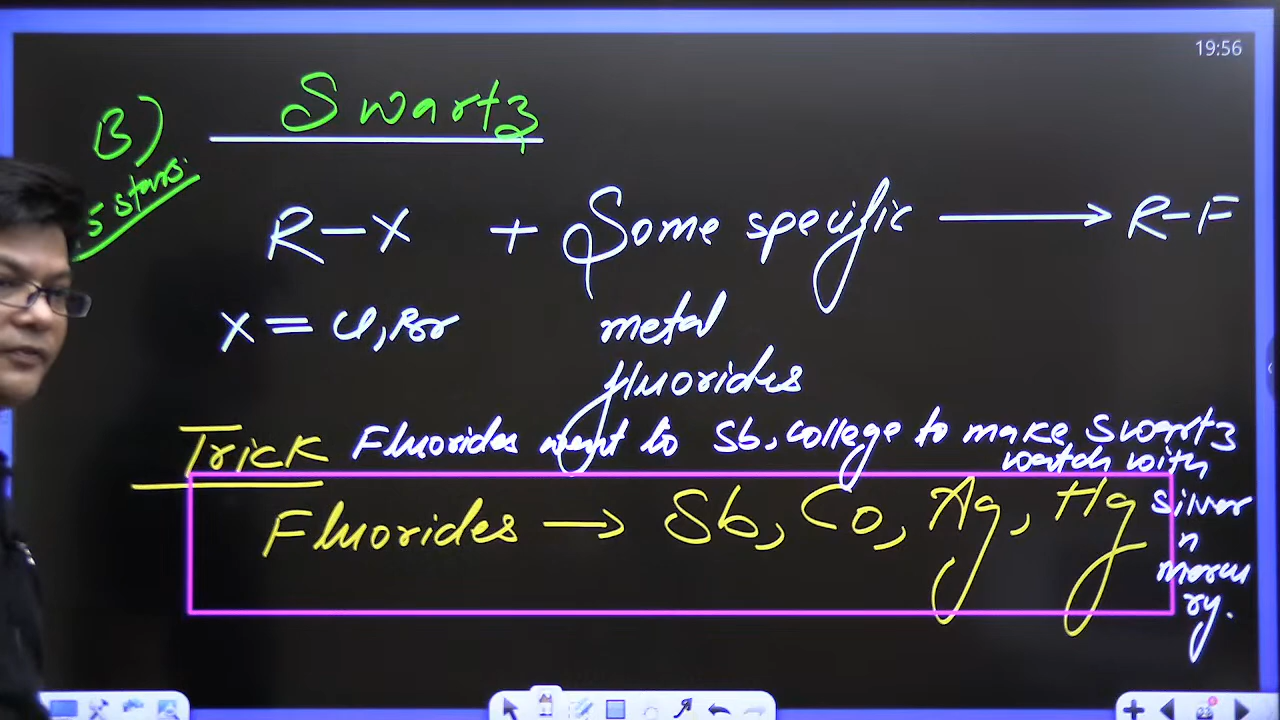 19:56
B) Swartz
5 stars.
R-X + Some specific → R-F
X = Cl, Br metal
fluorides
Trick Fluorides went to Sb, college to make Swartz
watch with
silver
n
mercu
ry.
Fluorides → Sb, Co, Ag, Hg